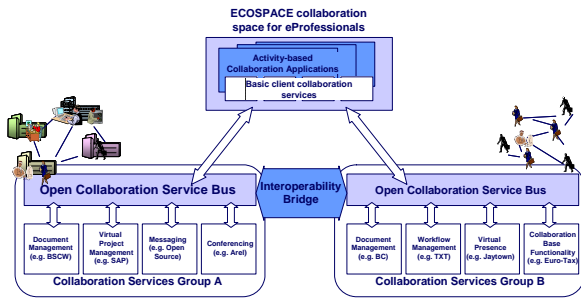 ECOSPACE collaboration
space for eProfessionals
Activity-based
Collaboration Applications
Basic client collaboration
services
Open Collaboration Service Bus
Interoperability
Bridge
Open Collaboration Service Bus
Document
Management
(e.g. BSCW)
Virtual
Project
Management
(e.g. SAP)
Messaging
(e.g. Open
Source)
Conferencing
(e.g. Arel)
Document
Management
(e.g. BC)
Workflow
Management
(e.g. TXT)
Virtual
Presence
(e.g. Jaytown)
Collaboration
Base
Functionality
(e.g. Euro-Tax)
Collaboration Services Group A
Collaboration Services Group B